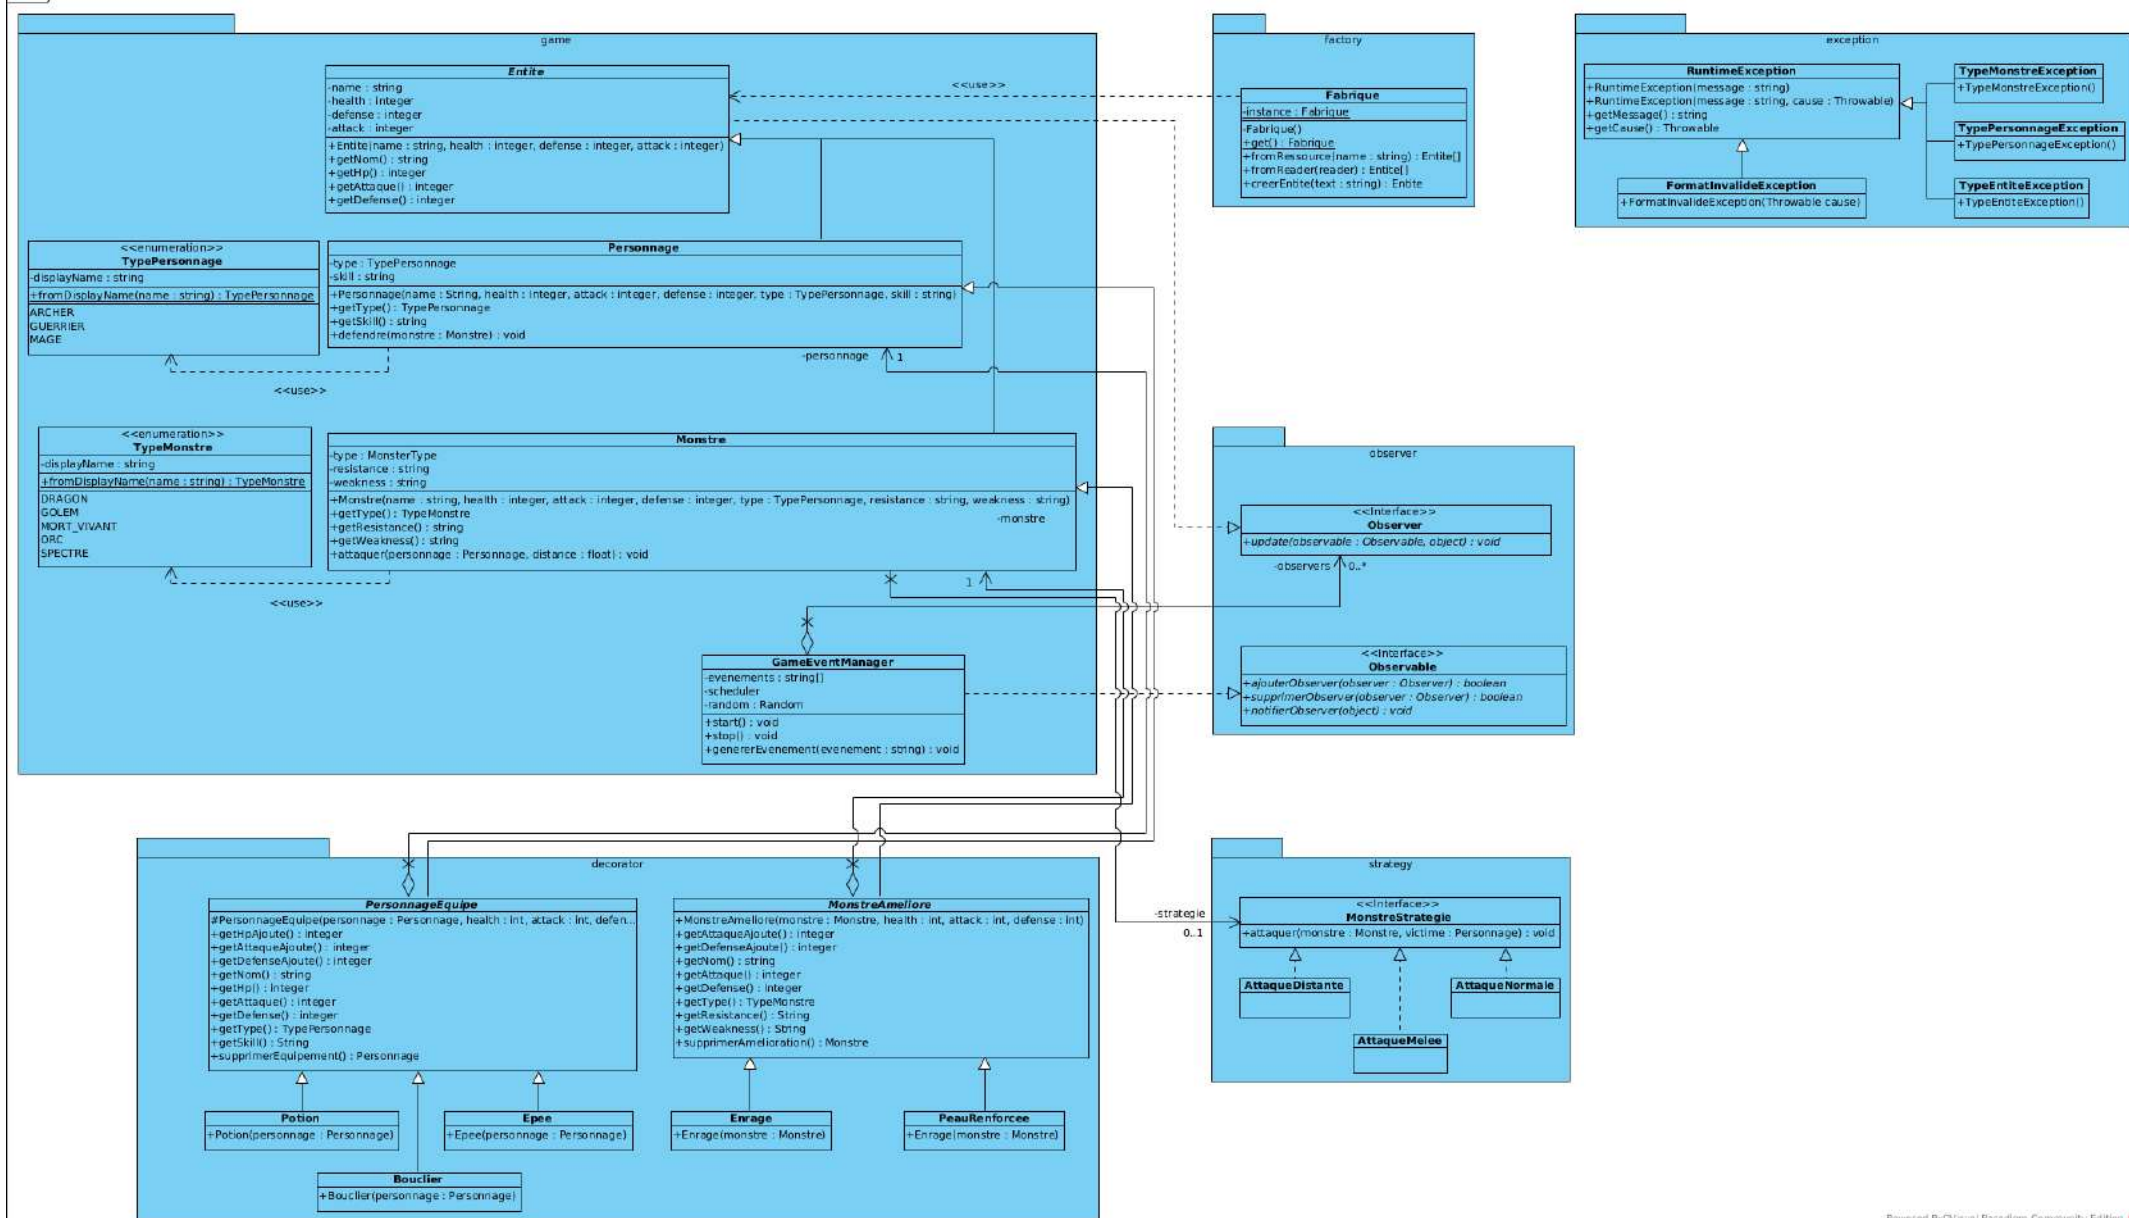 game
Entite
-name : string
-health : integer
-defense : integer
-attack : integer
+Entite(name : string, health : integer, defense : integer, attack : integer)
+getNom() : string
+getHp() : integer
+getAttaque() : integer
+getDefense() : integer
<<use>>
factory
Fabrique
-instance : Fabrique
-Fabrique()
+get() : Fabrique
+fromRessource(name : string) : Entite[]
+fromReader(reader) : Entite[]
+creerEntite(text : string) : Entite
exception
RuntimeException
+RuntimeException(message : string)
+RuntimeException(message : string, cause : Throwable)
+getMessage() : string
+getCause() : Throwable
TypeMonstreException
+TypeMonstreException()
TypePersonnageException
+TypePersonnageException()
FormatInvalideException
+FormatInvalideException(Throwable cause)
TypeEntiteException
+TypeEntiteException()
<<enumeration>>
TypePersonnage
-displayName : string
+fromDisplayName(name : string) : TypePersonnage
ARCHER
GUERRIER
MAGE
<<use>>
Personnage
-type : TypePersonnage
-skill : string
+Personnage(name : String, health : integer, attack : integer, defense : integer, type : TypePersonnage, skill : string)
+getType() : TypePersonnage
+getSkill() : string
+defendre(monstre : Monstre) : void
-personnage
1
<<enumeration>>
TypeMonstre
-displayName : string
+fromDisplayName(name : string) : TypeMonstre
DRAGON
GOLEM
MORT_VIVANT
ORC
SPECTRE
<<use>>
Monstre
-type : MonsterType
-resistance : string
-weakness : string
+Monstre(name : string, health : integer, attack : integer, defense : integer, type : TypePersonnage, resistance : string, weakness : string)
+getType() : TypeMonstre
+getResistance() : string
+getWeakness() : string
+attaquer(personnage : Personnage, distance : float) : void
-monstre
1
GameEventManager
-evenements : string[]
-scheduler
-random : Random
+start() : void
+stop() : void
+genererEvenement(evenement : string) : void
observer
<<Interface>>
Observer
+update(observable : Observable, object) : void
-observers
0..*
<<Interface>>
Observable
+ajouterObserver(observer : Observer) : boolean
+supprimerObserver(observer : Observer) : boolean
+notifierObserver(object) : void
decorator
PersonnageEquipe
#PersonnageEquipe(personnage : Personnage, health : int, attack : int, defen...
+getHpAjoute() : integer
+getAttaqueAjoute() : integer
+getDefenseAjoute() : integer
+getNom() : string
+getHp() : integer
+getAttaque() : integer
+getDefense() : integer
+getType() : TypePersonnage
+getSkill() : String
+supprimerEquipement() : Personnage
MonstreAmeliore
+MonstreAmeliore(monstre : Monstre, health : int, attack : int, defense : int)
+getAttaqueAjoute() : integer
+getDefenseAjoute() : integer
+getNom() : string
+getAttaque() : integer
+getDefense() : integer
+getType() : TypeMonstre
+getResistance() : String
+getWeakness() : String
+supprimerAmelioration() : Monstre
Potion
+Potion(personnage : Personnage)
Epee
+Epee(personnage : Personnage)
Bouclier
+Bouclier(personnage : Personnage)
Enrage
+Enrage(monstre : Monstre)
PeauRenforcee
+Enrage(monstre : Monstre)
strategy
-strategie
0..1
<<Interface>>
MonstreStrategie
+attaquer(monstre : Monstre, victime : Personnage) : void
AttaqueDistante
AttaqueNormale
AttaqueMelee